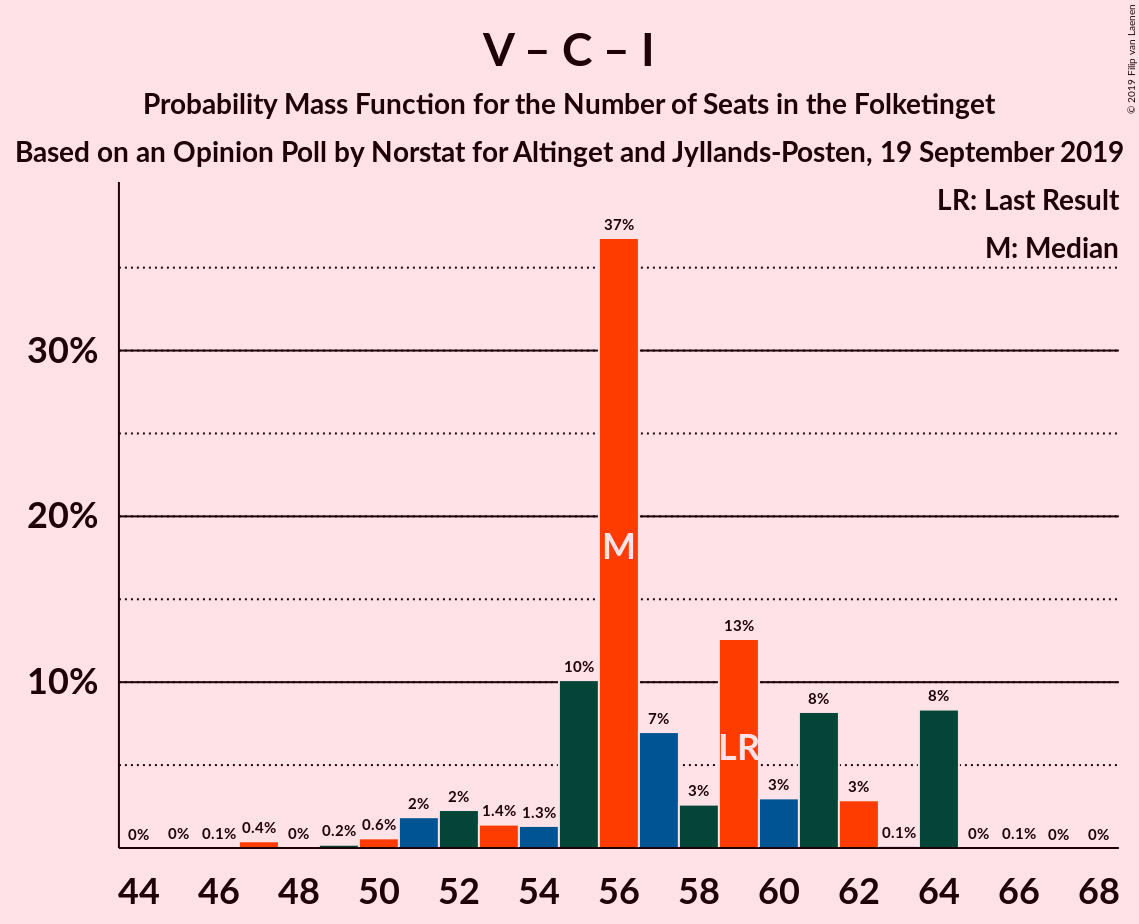 V – C – I
Probability Mass Function for the Number of Seats in the Folketinget
Based on an Opinion Poll by Norstat for Altinget and Jyllands-Posten, 19 September 2019
© 2019 Filip van Laenen
LR: Last Result
M: Median
30%
20%
10%
0% 0% 0.1% 0.4% 0% 0.2% 0.6% 2% 2% 1.4% 1.3% 10% 37% 7% 3% 13% 3% 8% 3% 0.1% 8% 0% 0.1% 0% 0%
M
LR
44 46 48 50 52 54 56 58 60 62 64 66 68